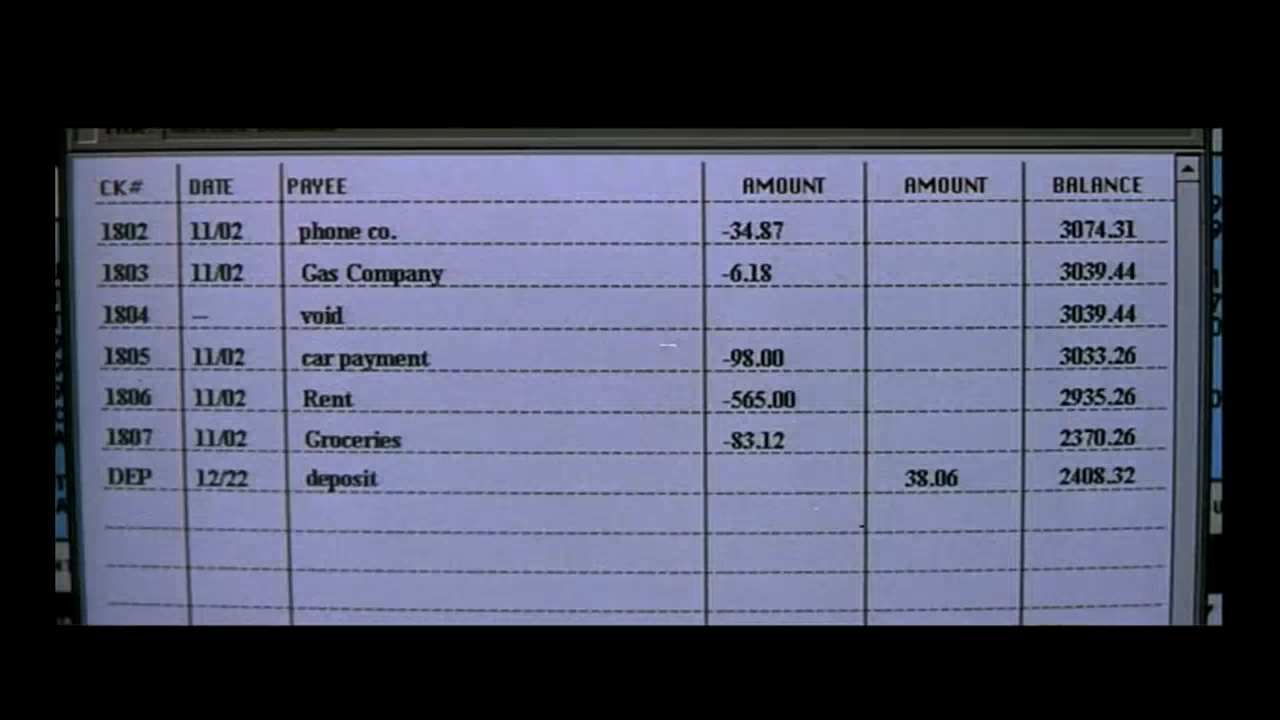 CK# DATE PAYEE AMOUNT AMOUNT BALANCE
1802 11/02 phone co. -34.87 3074.31
1803 11/02 Gas Company -6.18 3039.44
1804 — void 3039.44
1805 11/02 car payment -98.00 3033.26
1806 11/02 Rent -565.00 2935.26
1807 11/02 Groceries -83.12 2370.26
DEP 12/22 deposit 38.06 2408.32